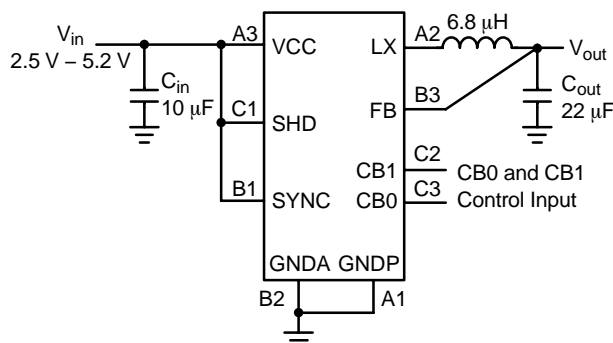 V_in
2.5 V – 5.2 V
C_in
10 µF
A3
VCC
C1
SHD
B1
SYNC
LX
A2
6.8 µH
V_out
FB
B3
C_out
22 µF
CB1
C2
CB0
C3
CB0 and CB1
Control Input
GNDA
GNDP
B2
A1